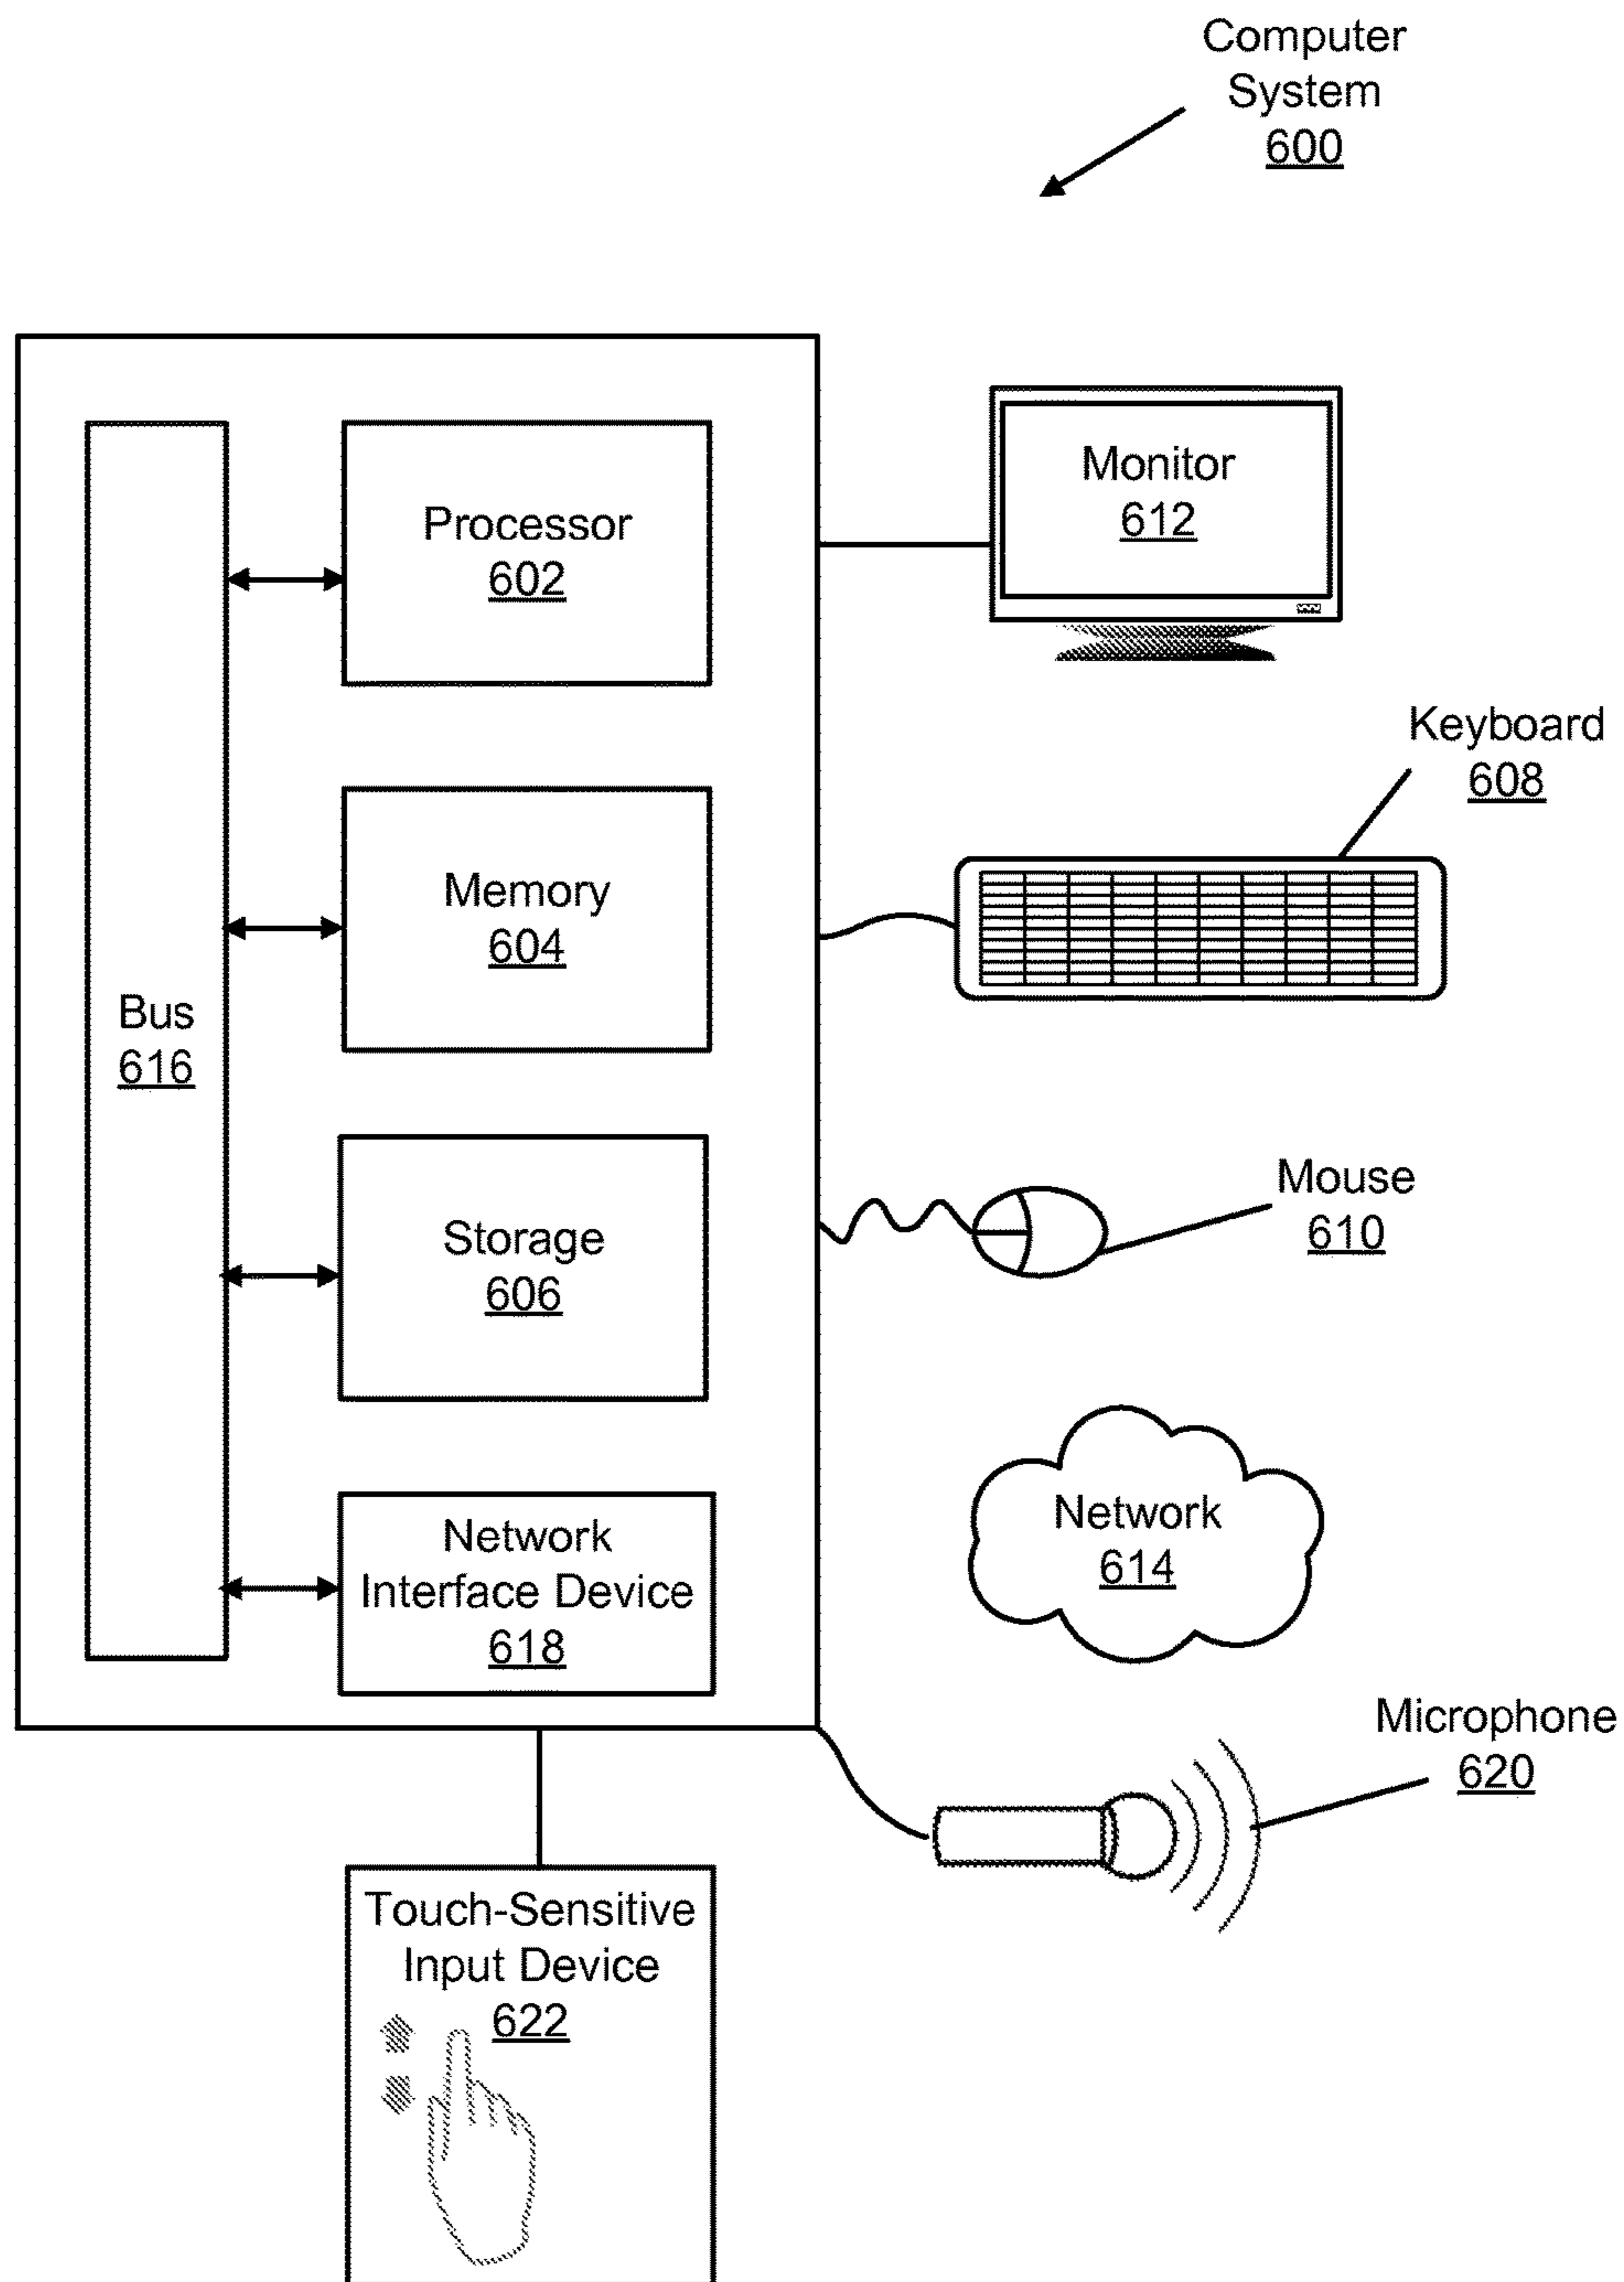 Computer
System
600
Processor
602
Monitor
612
Keyboard
608
Memory
604
Bus
616
Mouse
610
Storage
606
Network
614
Network
Interface Device
618
Microphone
620
Touch-Sensitive
Input Device
622